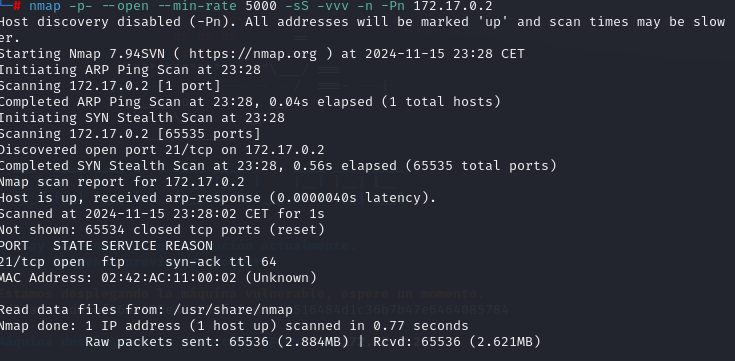 # nmap -p- --open --min-rate 5000 -sS -vvv -n -Pn 172.17.0.2
Host discovery disabled (-Pn). All addresses will be marked 'up' and scan times may be slow
er.
Starting Nmap 7.94SVN ( https://nmap.org ) at 2024-11-15 23:28 CET
Initiating ARP Ping Scan at 23:28
Scanning 172.17.0.2 [1 port]
Completed ARP Ping Scan at 23:28, 0.04s elapsed (1 total hosts)
Initiating SYN Stealth Scan at 23:28
Scanning 172.17.0.2 [65535 ports]
Discovered open port 21/tcp on 172.17.0.2
Completed SYN Stealth Scan at 23:28, 0.56s elapsed (65535 total ports)
Nmap scan report for 172.17.0.2
Host is up, received arp-response (0.0000040s latency).
Scanned at 2024-11-15 23:28:02 CET for 1s
Not shown: 65534 closed tcp ports (reset)
PORT   STATE SERVICE REASON
21/tcp open  ftp     syn-ack ttl 64
MAC Address: 02:42:AC:11:00:02 (Unknown)
Estamos desplegando la máquina vulnerable, espere un momento.
Read data files from: /usr/share/nmap
Nmap done: 1 IP address (1 host up) scanned in 0.77 seconds
Raw packets sent: 65536 (2.884MB) | Rcvd: 65536 (2.621MB)